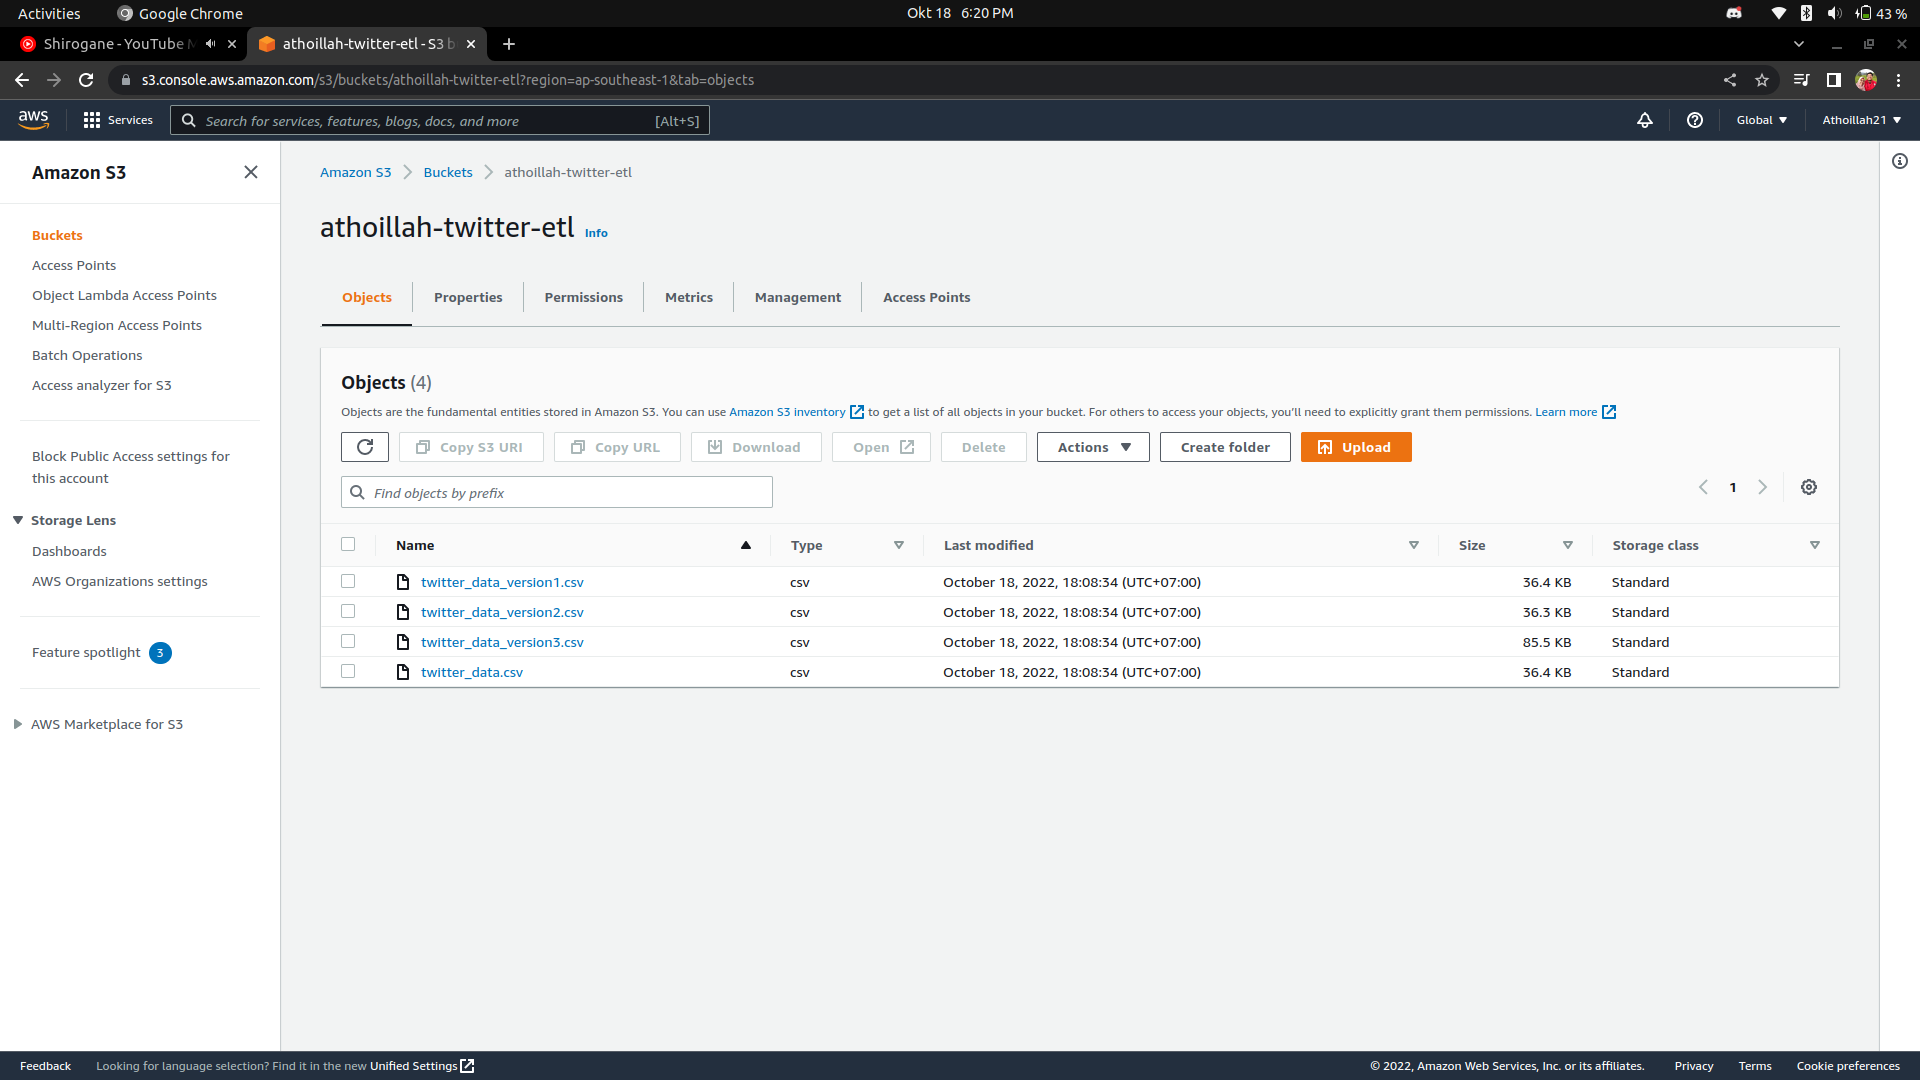 Activities Google Chrome Okt 18 6:20 PM 43 %
Shirogane - YouTube M athoillah-twitter-etl - S3 b
s3.console.aws.amazon.com/s3/buckets/athoillah-twitter-etl?region=ap-southeast-1&tab=objects
aws Services Search for services, features, blogs, docs, and more [Alt+S] Global Athoillah21
Amazon S3
Buckets
Access Points
Object Lambda Access Points
Multi-Region Access Points
Batch Operations
Access analyzer for S3
Block Public Access settings for
this account
Storage Lens
Dashboards
AWS Organizations settings
Feature spotlight 3
AWS Marketplace for S3
Amazon S3 Buckets athoillah-twitter-etl
athoillah-twitter-etl Info
Objects Properties Permissions Metrics Management Access Points
Objects (4)
Objects are the fundamental entities stored in Amazon S3. You can use Amazon S3 inventory to get a list of all objects in your bucket. For others to access your objects, you'll need to explicitly grant them permissions. Learn more
Copy S3 URI Copy URL Download Open Delete Actions Create folder Upload
Find objects by prefix 1
Name Type Last modified Size Storage class
twitter_data_version1.csv csv October 18, 2022, 18:08:34 (UTC+07:00) 36.4 KB Standard
twitter_data_version2.csv csv October 18, 2022, 18:08:34 (UTC+07:00) 36.3 KB Standard
twitter_data_version3.csv csv October 18, 2022, 18:08:34 (UTC+07:00) 85.5 KB Standard
twitter_data.csv csv October 18, 2022, 18:08:34 (UTC+07:00) 36.4 KB Standard
Feedback Looking for language selection? Find it in the new Unified Settings © 2022, Amazon Web Services, Inc. or its affiliates. Privacy Terms Cookie preferences